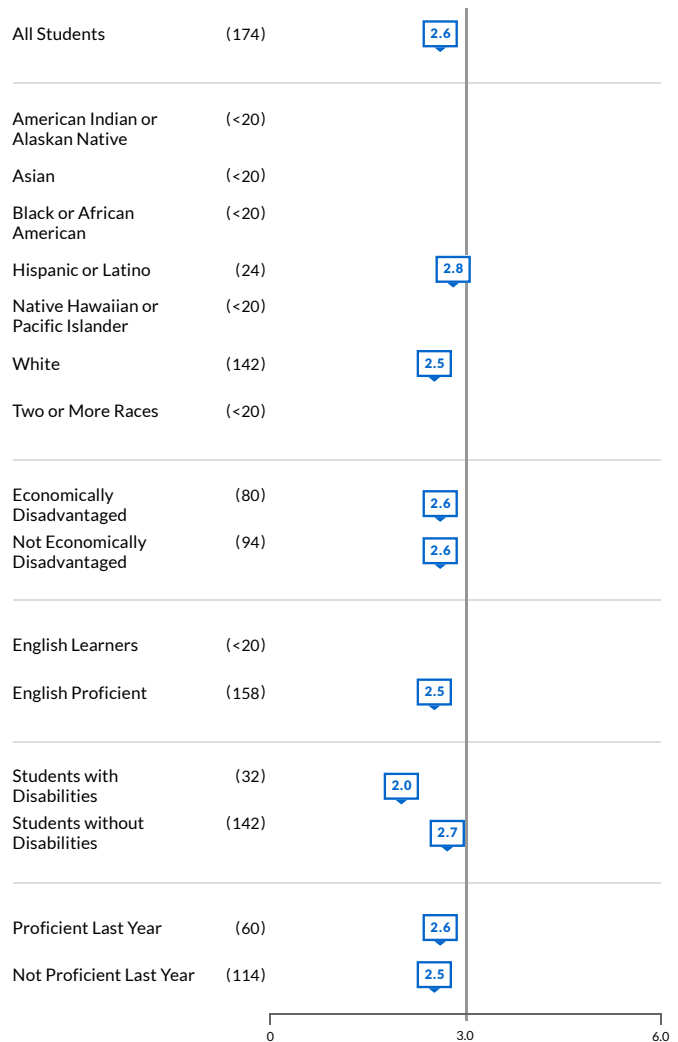 All Students (174) 2.6
American Indian or (<20)
Alaskan Native
Asian (<20)
Black or African (<20)
American
Hispanic or Latino (24) 2.8
Native Hawaiian or (<20)
Pacific Islander
White (142) 2.5
Two or More Races (<20)
Economically (80) 2.6
Disadvantaged
Not Economically (94) 2.6
Disadvantaged
English Learners (<20)
English Proficient (158) 2.5
Students with (32) 2.0
Disabilities
Students without (142) 2.7
Disabilities
Proficient Last Year (60) 2.6
Not Proficient Last Year (114) 2.5
0 3.0 6.0